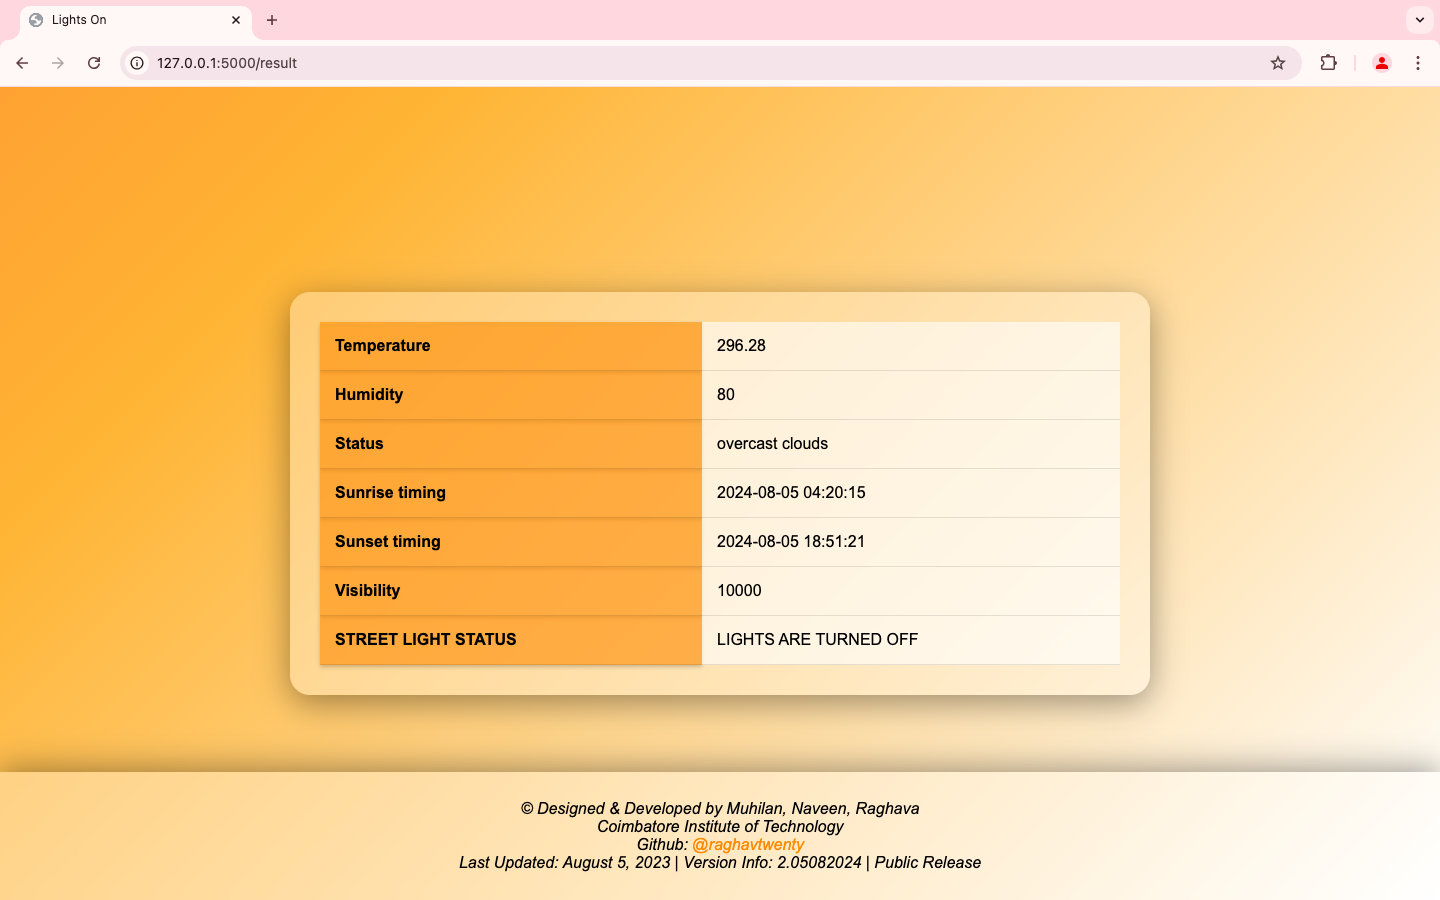 Lights On
127.0.0.1:5000/result
Temperature 296.28
Humidity 80
Status overcast clouds
Sunrise timing 2024-08-05 04:20:15
Sunset timing 2024-08-05 18:51:21
Visibility 10000
STREET LIGHT STATUS LIGHTS ARE TURNED OFF
© Designed & Developed by Muhilan, Naveen, Raghava
Coimbatore Institute of Technology
Github: @raghavtwenty
Last Updated: August 5, 2023 | Version Info: 2.05082024 | Public Release